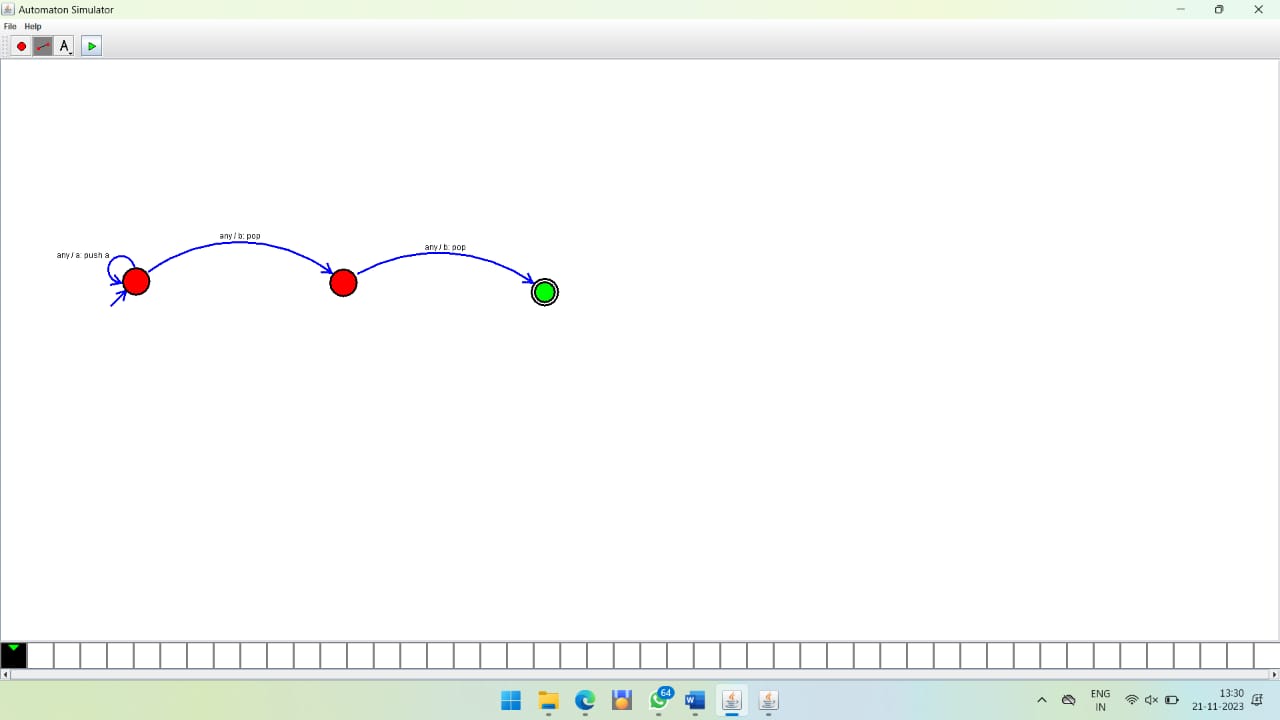 Automaton Simulator
File Help
A
any / b: pop
any / b: pop
any / a: push a
64
W
ENG
IN
13:30
21-11-2023